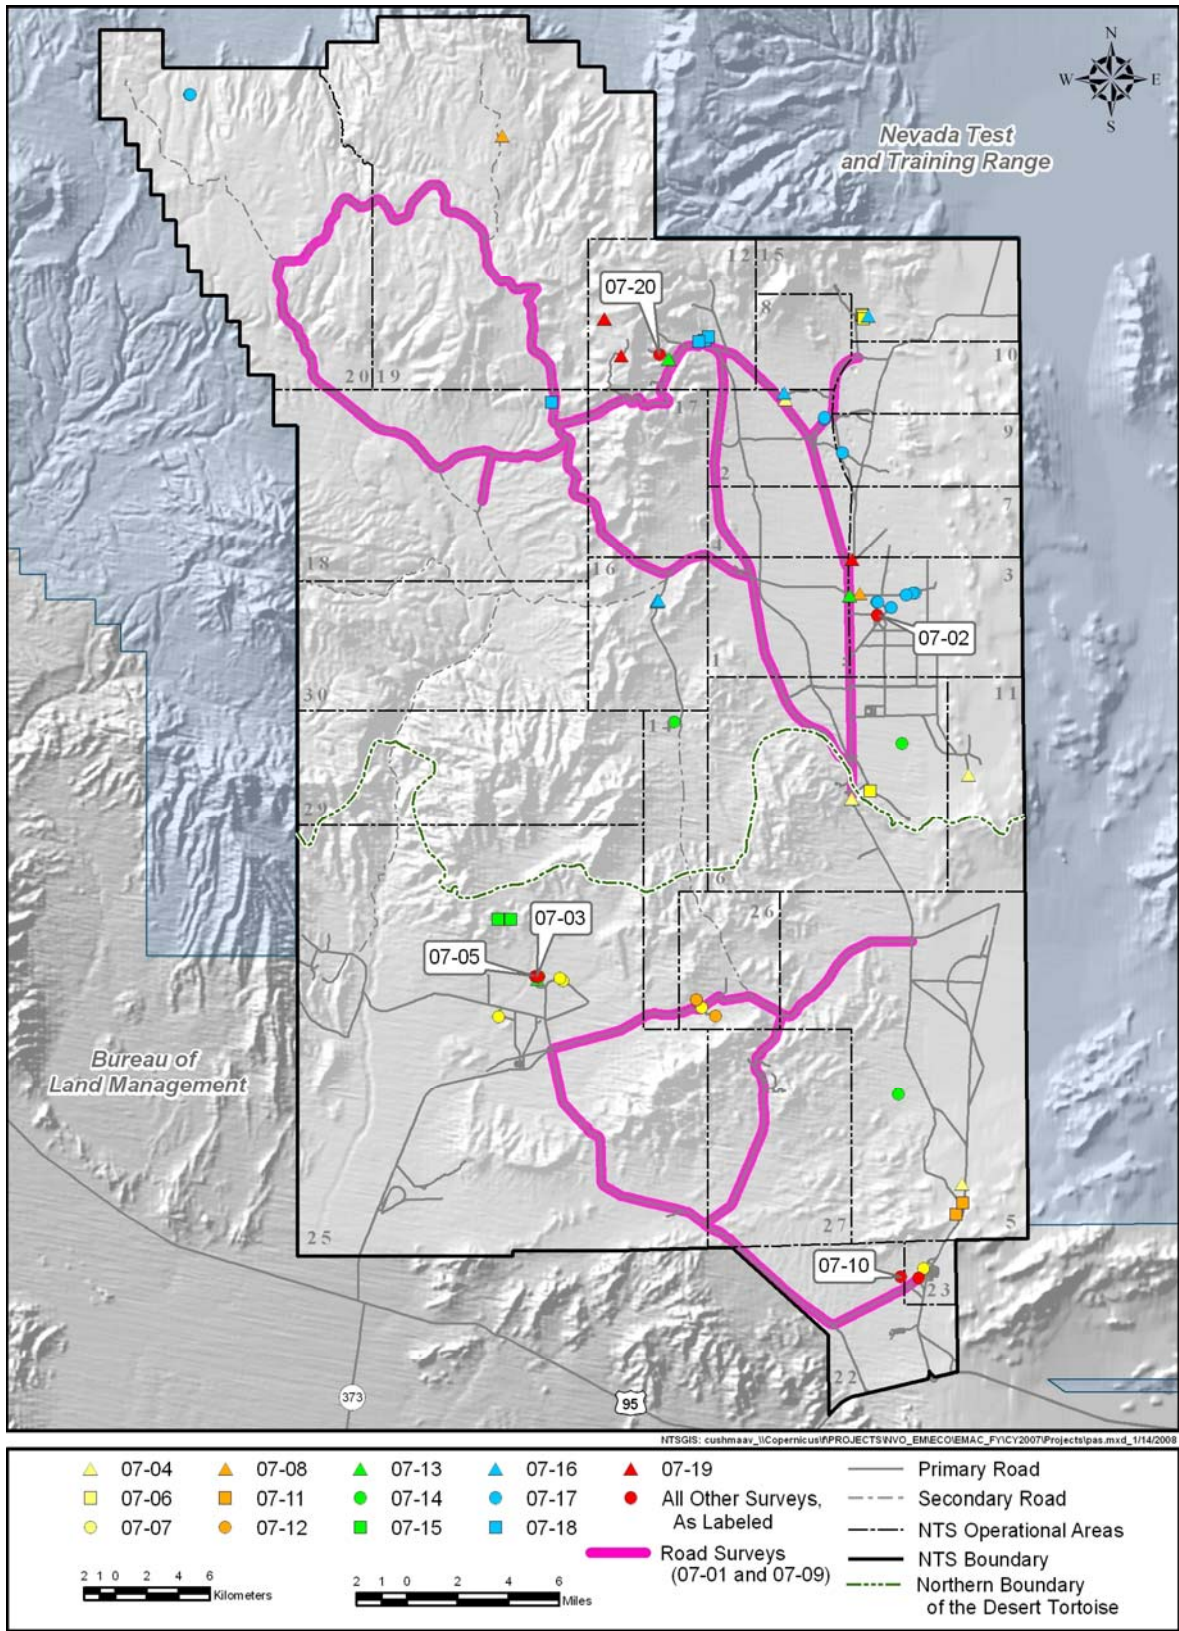 N
W E
S
Nevada Test
and Training Range
12 15
07-20
8
10
20 19
17
9
2
7
18
16
4
3
07-02
1
3
11
30
14
29
6
07-03
26
07-05
Bureau of
Land Management
25
27
5
07-10
23
22
373
95
NTSGIS: cushmaav_\\Copernicus\f\PROJECTS\NVO_EM\ECO\EMAC_FY\CY2007\Projects\pas.mxd_1/14/2008
07-04 07-08 07-13 07-16 07-19 Primary Road
07-06 07-11 07-14 07-17 All Other Surveys,
As Labeled
Secondary Road
07-07 07-12 07-15 07-18
NTS Operational Areas
Road Surveys
(07-01 and 07-09)
NTS Boundary
Northern Boundary
of the Desert Tortoise
2 1 0 2 4 6
Kilometers
2 1 0 2 4 6
Miles